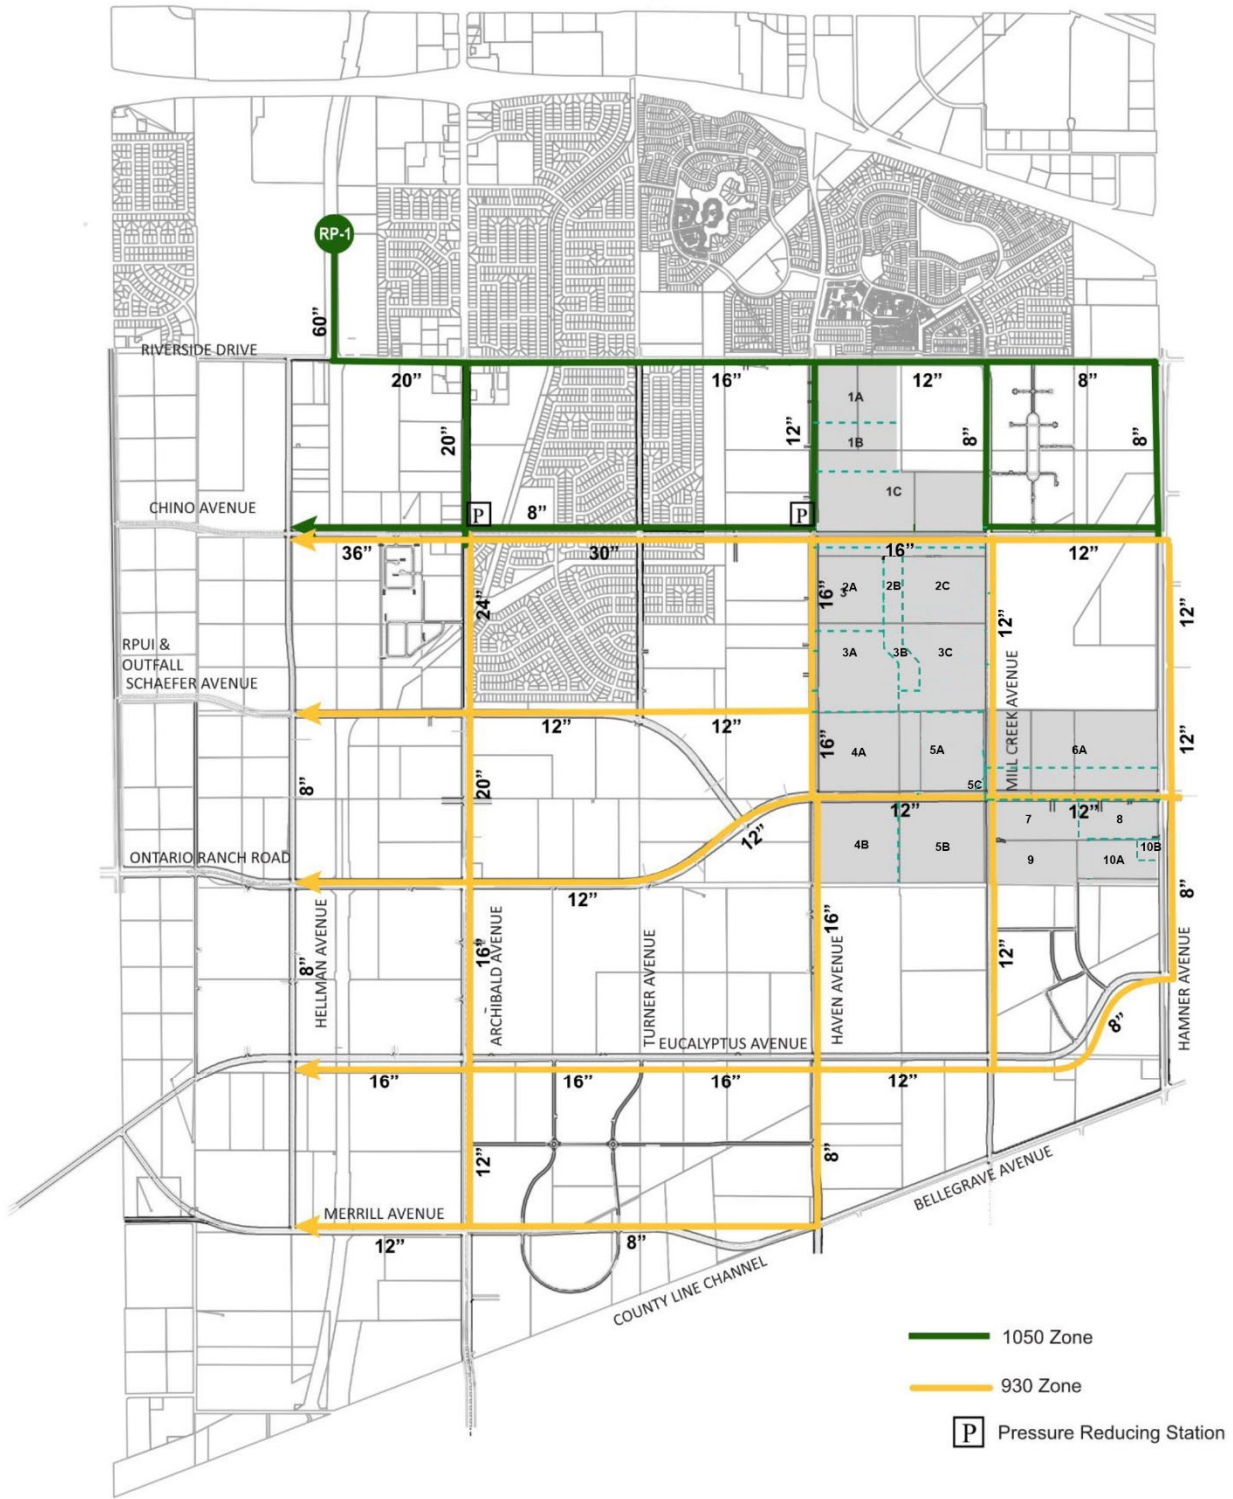 RP-1
60”
RIVERSIDE DRIVE
20”
16”
12”
8”
1A
20”
12”
8”
8”
1B
1C
CHINO AVENUE
P
8”
P
36”
30”
16”
12”
24”
16”
2A
2B
2C
12”
12”
RPUI &
OUTFALL
SCHAEFER AVENUE
3A
3B
3C
MILL CREEK AVENUE
12”
12”
16”
4A
5A
6A
12”
8”
20”
5C
12”
12”
7
8
12”
4B
5B
10B
ONTARIO RANCH ROAD
9
10A
12”
8”
HELLMAN AVENUE
8”
ARCHIBALD AVENUE
16”
TURNER AVENUE
HAVEN AVENUE
16”
12”
HAMNER AVENUE
8”
EUCALYPTUS AVENUE
16”
16”
16”
12”
12”
8”
BELLEGRAVE AVENUE
MERRILL AVENUE
12”
8”
COUNTY LINE CHANNEL
1050 Zone
930 Zone
P Pressure Reducing Station